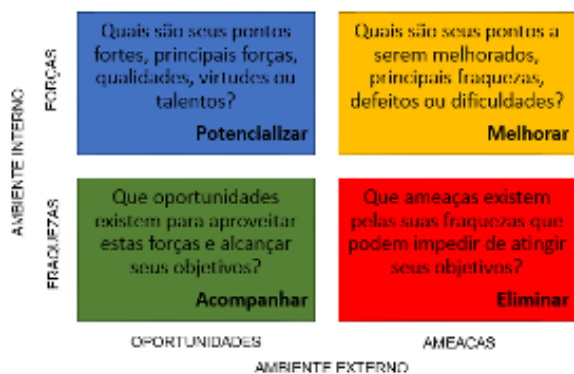 AMBIENTE INTERNO
FORÇAS
Quais são seus pontos
fortes, principais forças,
qualidades, virtudes ou
talentos?
Potencializar
Quais são seus pontos a
serem melhorados,
principais fraquezas,
defeitos ou dificuldades?
Melhorar
FRAQUEZAS
Que oportunidades
existem para aproveitar
estas forças e alcançar
seus objetivos?
Acompanhar
Que ameaças existem
pelas suas fraquezas que
podem impedir de atingir
seus objetivos?
Eliminar
OPORTUNIDADES
AMEACAS
AMBIENTE EXTERNO